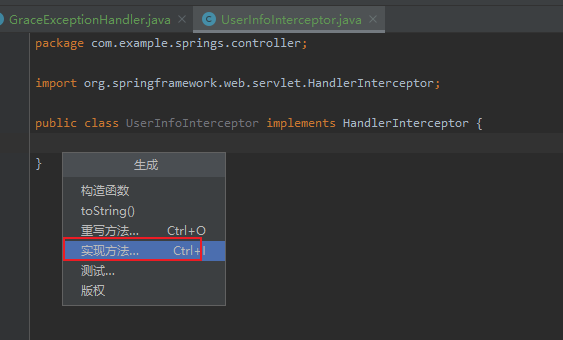 GraceExceptionHandler.java × UserInfoInterceptor.java ×
package com.example.springs.controller;
import org.springframework.web.servlet.HandlerInterceptor;
public class UserInfoInterceptor implements HandlerInterceptor {
}
生成
构造函数
toString()
重写方法... Ctrl+O
实现方法... Ctrl+I
测试...
版权